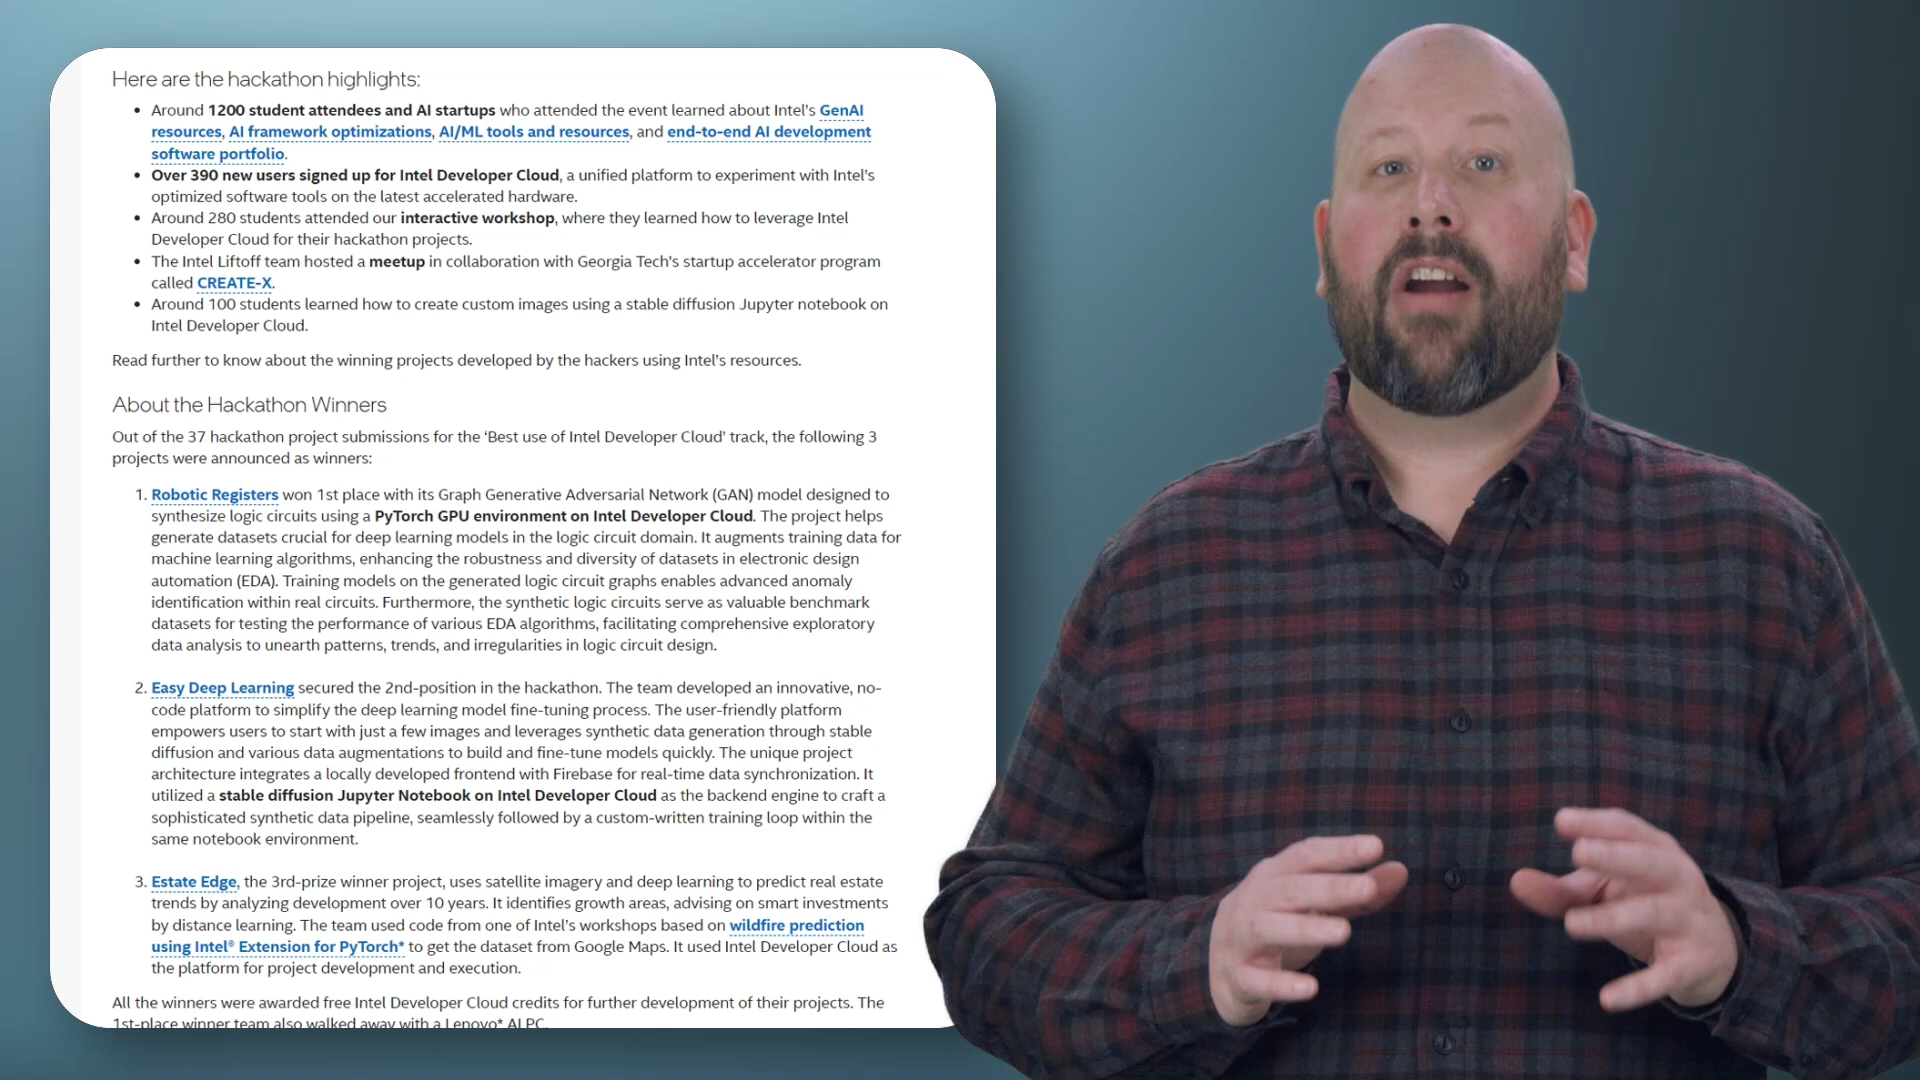 Here are the hackathon highlights:
• Around 1200 student attendees and AI startups who attended the event learned about Intel's GenAI
resources, AI framework optimizations, AI/ML tools and resources, and end-to-end AI development
software portfolio.
• Over 390 new users signed up for Intel Developer Cloud, a unified platform to experiment with Intel's
optimized software tools on the latest accelerated hardware.
• Around 280 students attended our interactive workshop, where they learned how to leverage Intel
Developer Cloud for their hackathon projects.
• The Intel Liftoff team hosted a meetup in collaboration with Georgia Tech's startup accelerator program
called CREATE-X.
• Around 100 students learned how to create custom images using a stable diffusion Jupyter notebook on
Intel Developer Cloud.
Read further to know about the winning projects developed by the hackers using Intel's resources.
About the Hackathon Winners
Out of the 37 hackathon project submissions for the ‘Best use of Intel Developer Cloud’ track, the following 3
projects were announced as winners:
1. Robotic Registers won 1st place with its Graph Generative Adversarial Network (GAN) model designed to
synthesize logic circuits using a PyTorch GPU environment on Intel Developer Cloud. The project helps
generate datasets crucial for deep learning models in the logic circuit domain. It augments training data for
machine learning algorithms, enhancing the robustness and diversity of datasets in electronic design
automation (EDA). Training models on the generated logic circuit graphs enables advanced anomaly
identification within real circuits. Furthermore, the synthetic logic circuits serve as valuable benchmark
datasets for testing the performance of various EDA algorithms, facilitating comprehensive exploratory
data analysis to unearth patterns, trends, and irregularities in logic circuit design.
2. Easy Deep Learning secured the 2nd-position in the hackathon. The team developed an innovative, no-
code platform to simplify the deep learning model fine-tuning process. The user-friendly platform
empowers users to start with just a few images and leverages synthetic data generation through stable
diffusion and various data augmentations to build and fine-tune models quickly. The unique project
architecture integrates a locally developed frontend with Firebase for real-time data synchronization. It
utilized a stable diffusion Jupyter Notebook on Intel Developer Cloud as the backend engine to craft a
sophisticated synthetic data pipeline, seamlessly followed by a custom-written training loop within the
same notebook environment.
3. Estate Edge, the 3rd-prize winner project, uses satellite imagery and deep learning to predict real estate
trends by analyzing development over 10 years. It identifies growth areas, advising on smart investments
by distance learning. The team used code from one of Intel's workshops based on wildfire prediction
using Intel® Extension for PyTorch* to get the dataset from Google Maps. It used Intel Developer Cloud as
the platform for project development and execution.
All the winners were awarded free Intel Developer Cloud credits for further development of their projects. The
1st-place winner team also walked away with a Lenovo* AI PC.